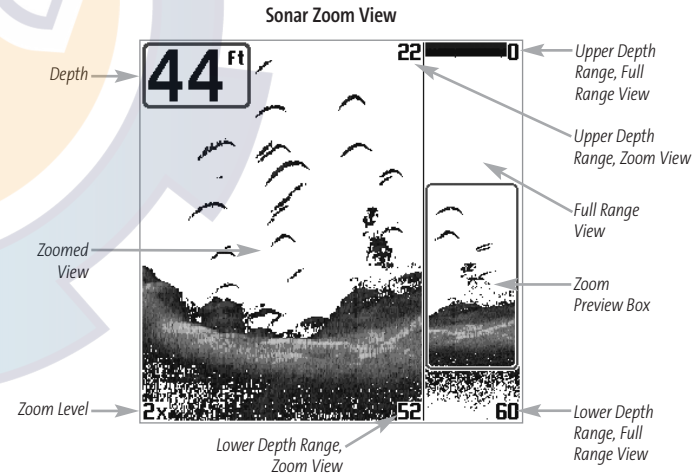 Sonar Zoom View
Depth
44 Ft
22
0
Upper Depth
Range, Full
Range View
Upper Depth
Range, Zoom View
Full Range
View
Zoomed
View
Zoom
Preview Box
Zoom Level
2x
52
60
Lower Depth Range,
Zoom View
Lower Depth
Range, Full
Range View